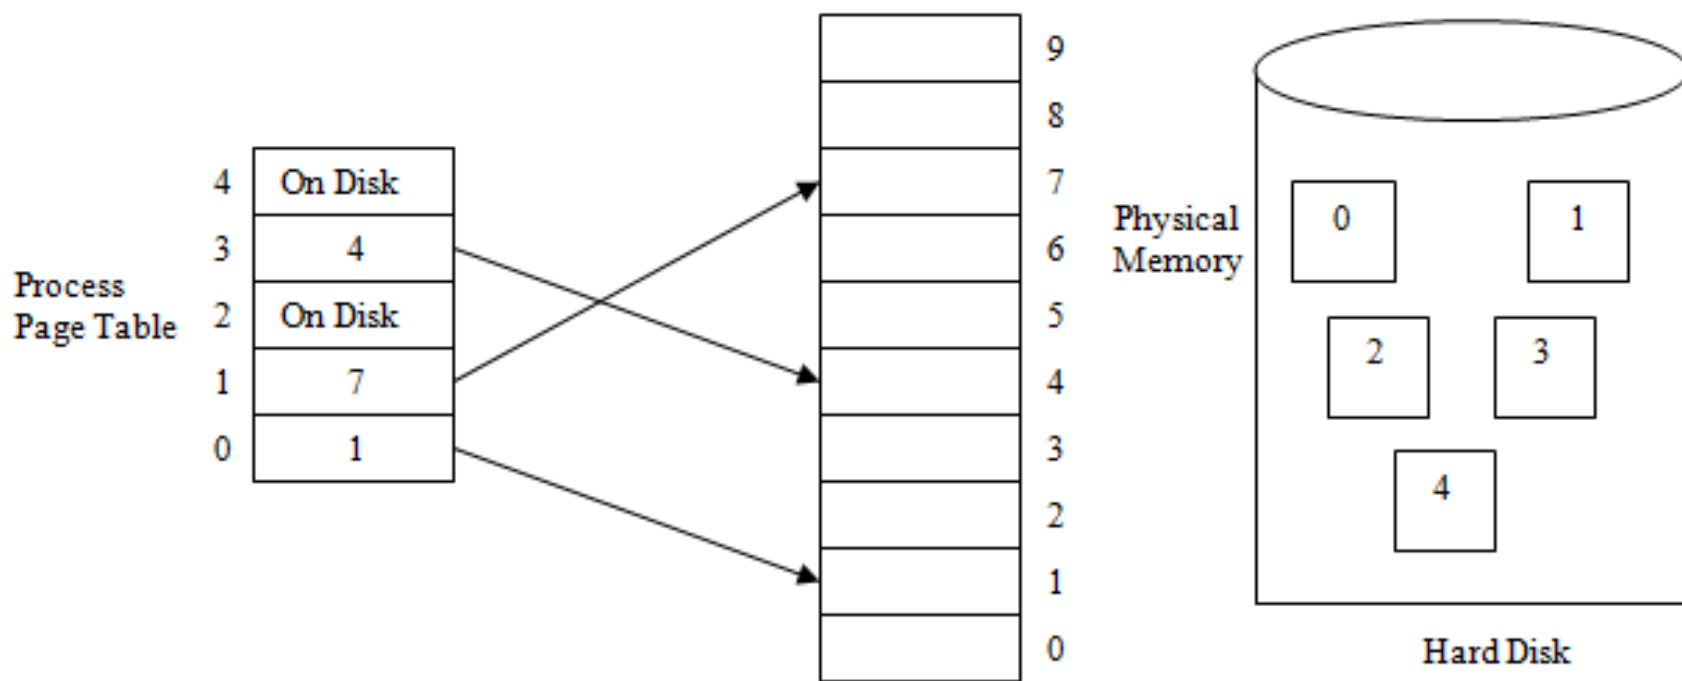 Process
Page Table
4 On Disk
3 4
2 On Disk
1 7
0 1
9
8
7
6
5
4
3
2
1
0
Physical
Memory
0 1
2 3
4
Hard Disk